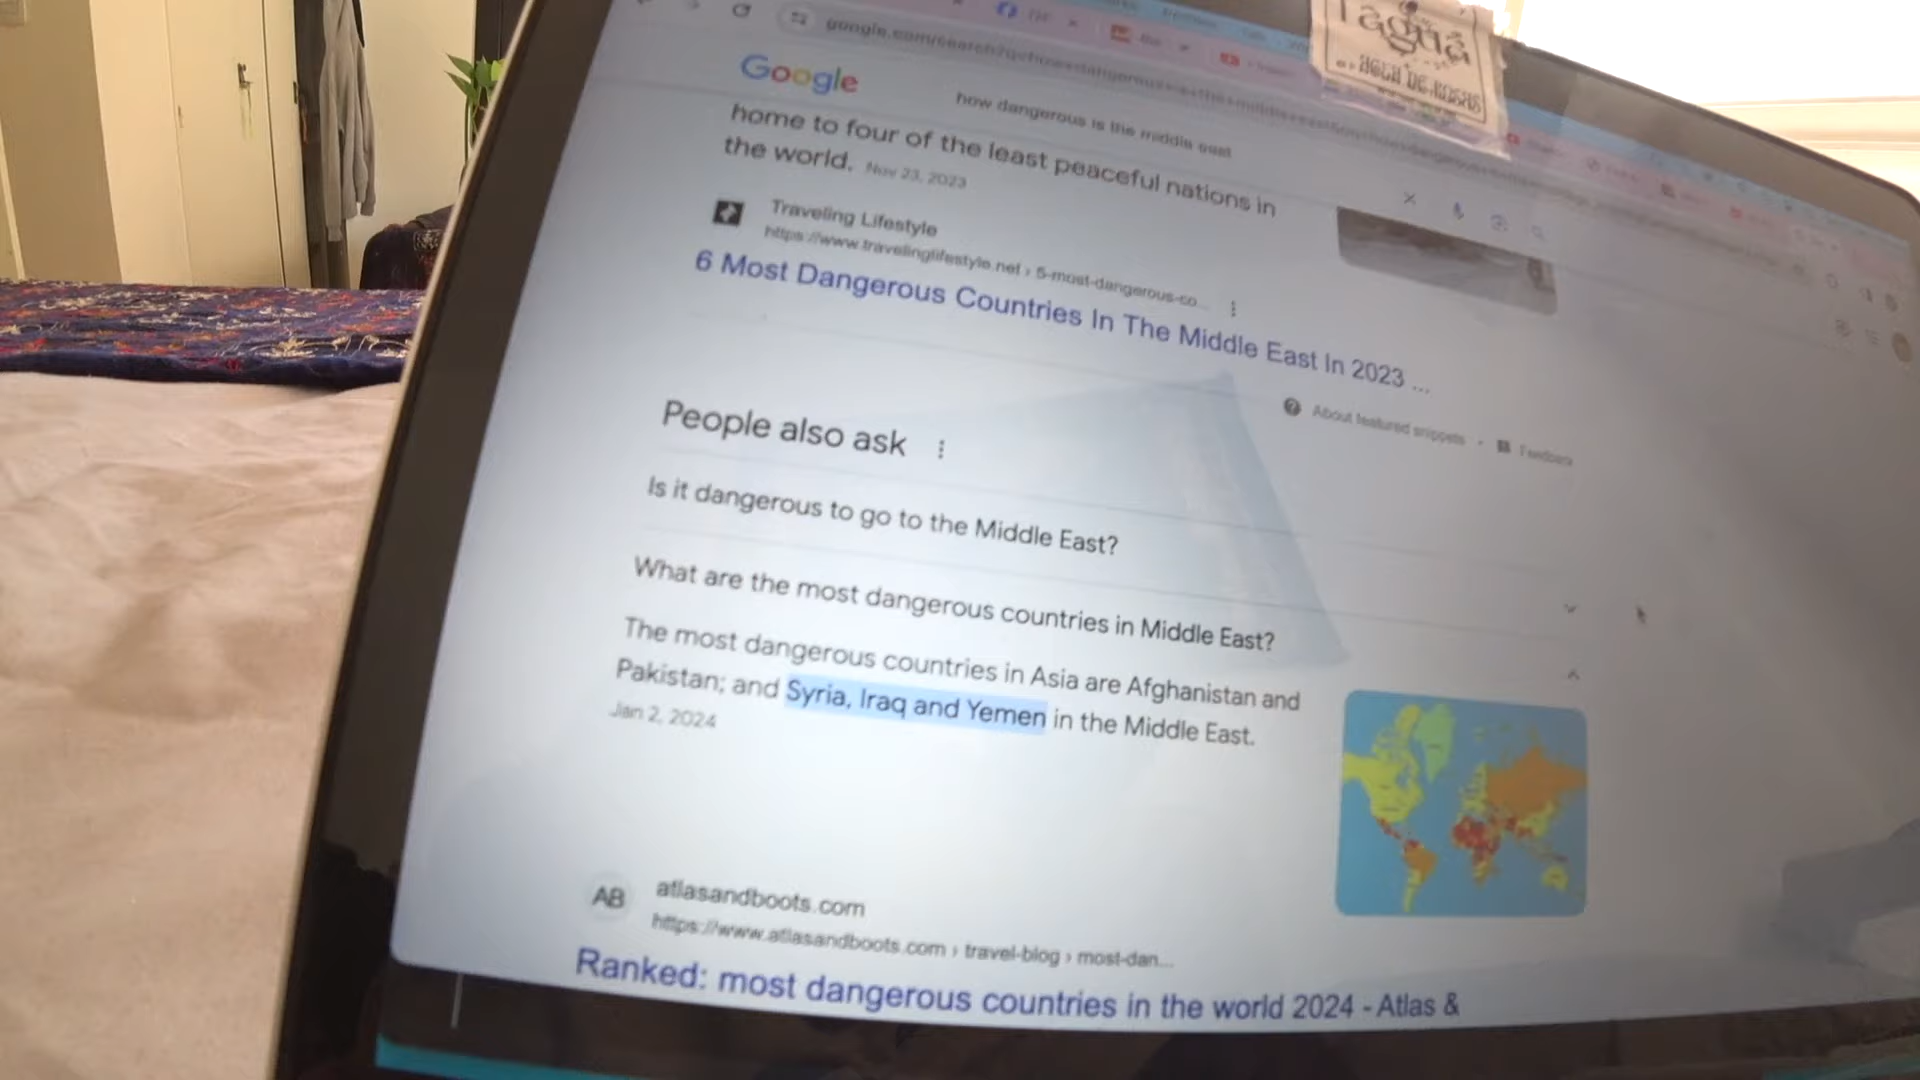 Google
how dangerous is the middle east
home to four of the least peaceful nations in
the world. Nov 23, 2023
Traveling Lifestyle
https://www.travelinglifestyle.net › 5-most-dangerous-co...
6 Most Dangerous Countries In The Middle East In 2023 ...
About featured snippets • Feedback
People also ask
Is it dangerous to go to the Middle East?
What are the most dangerous countries in Middle East?
The most dangerous countries in Asia are Afghanistan and
Pakistan; and Syria, Iraq and Yemen in the Middle East.
Jan 2, 2024
AB
atlasandboots.com
https://www.atlasandboots.com › travel-blog › most-dan...
Ranked: most dangerous countries in the world 2024 - Atlas &